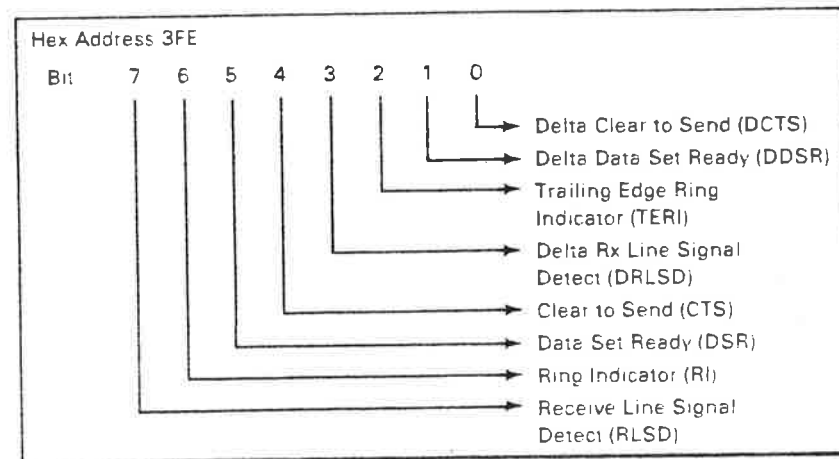 Hex Address 3FE
Bit 7 6 5 4 3 2 1 0
Delta Clear to Send (DCTS)
Delta Data Set Ready (DDSR)
Trailing Edge Ring
Indicator (TERI)
Delta Rx Line Signal
Detect (DRLSD)
Clear to Send (CTS)
Data Set Ready (DSR)
Ring Indicator (RI)
Receive Line Signal
Detect (RLSD)